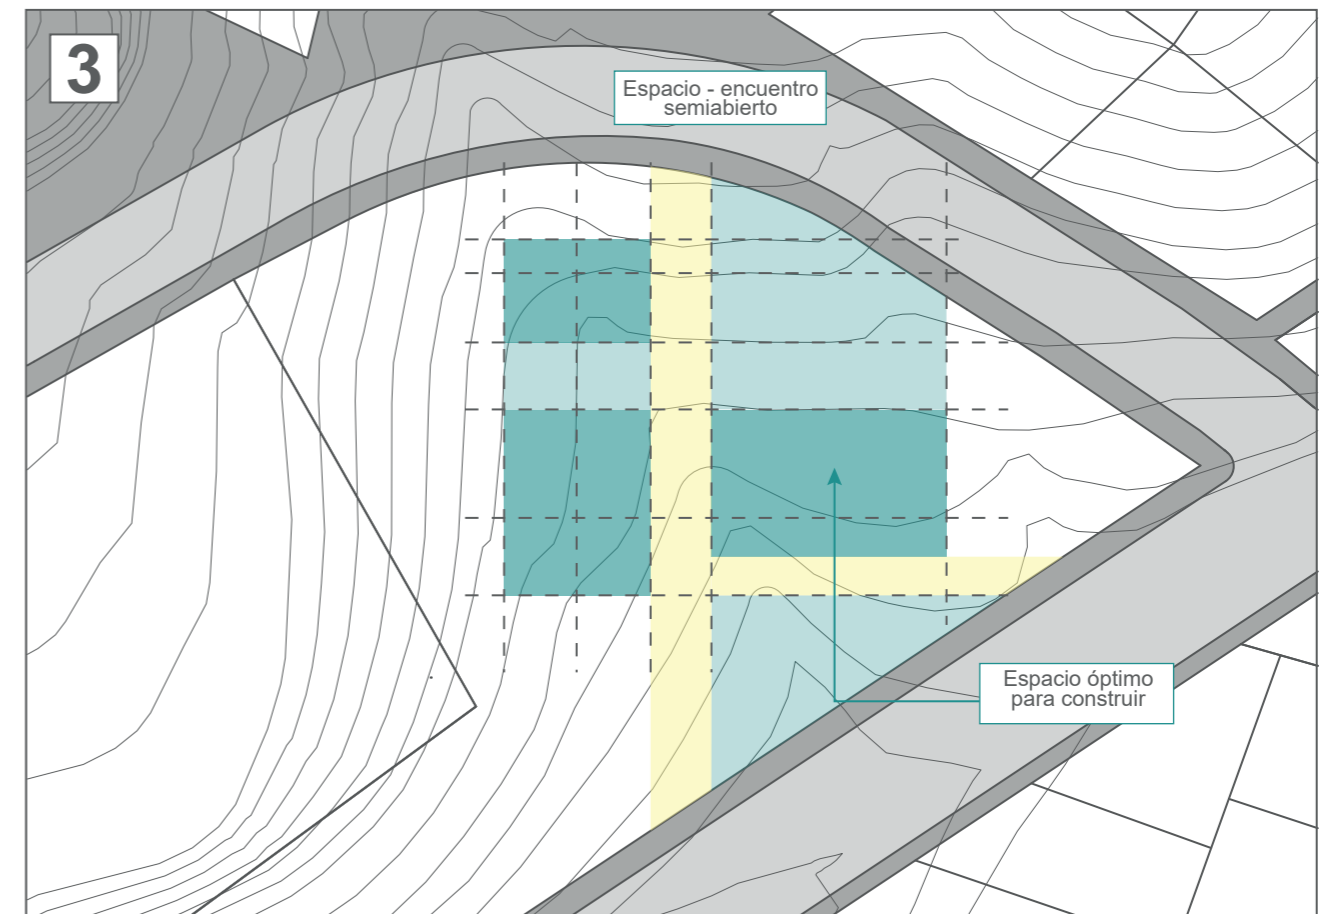 3
Espacio - encuentro
semiabierto
Espacio óptimo
para construir